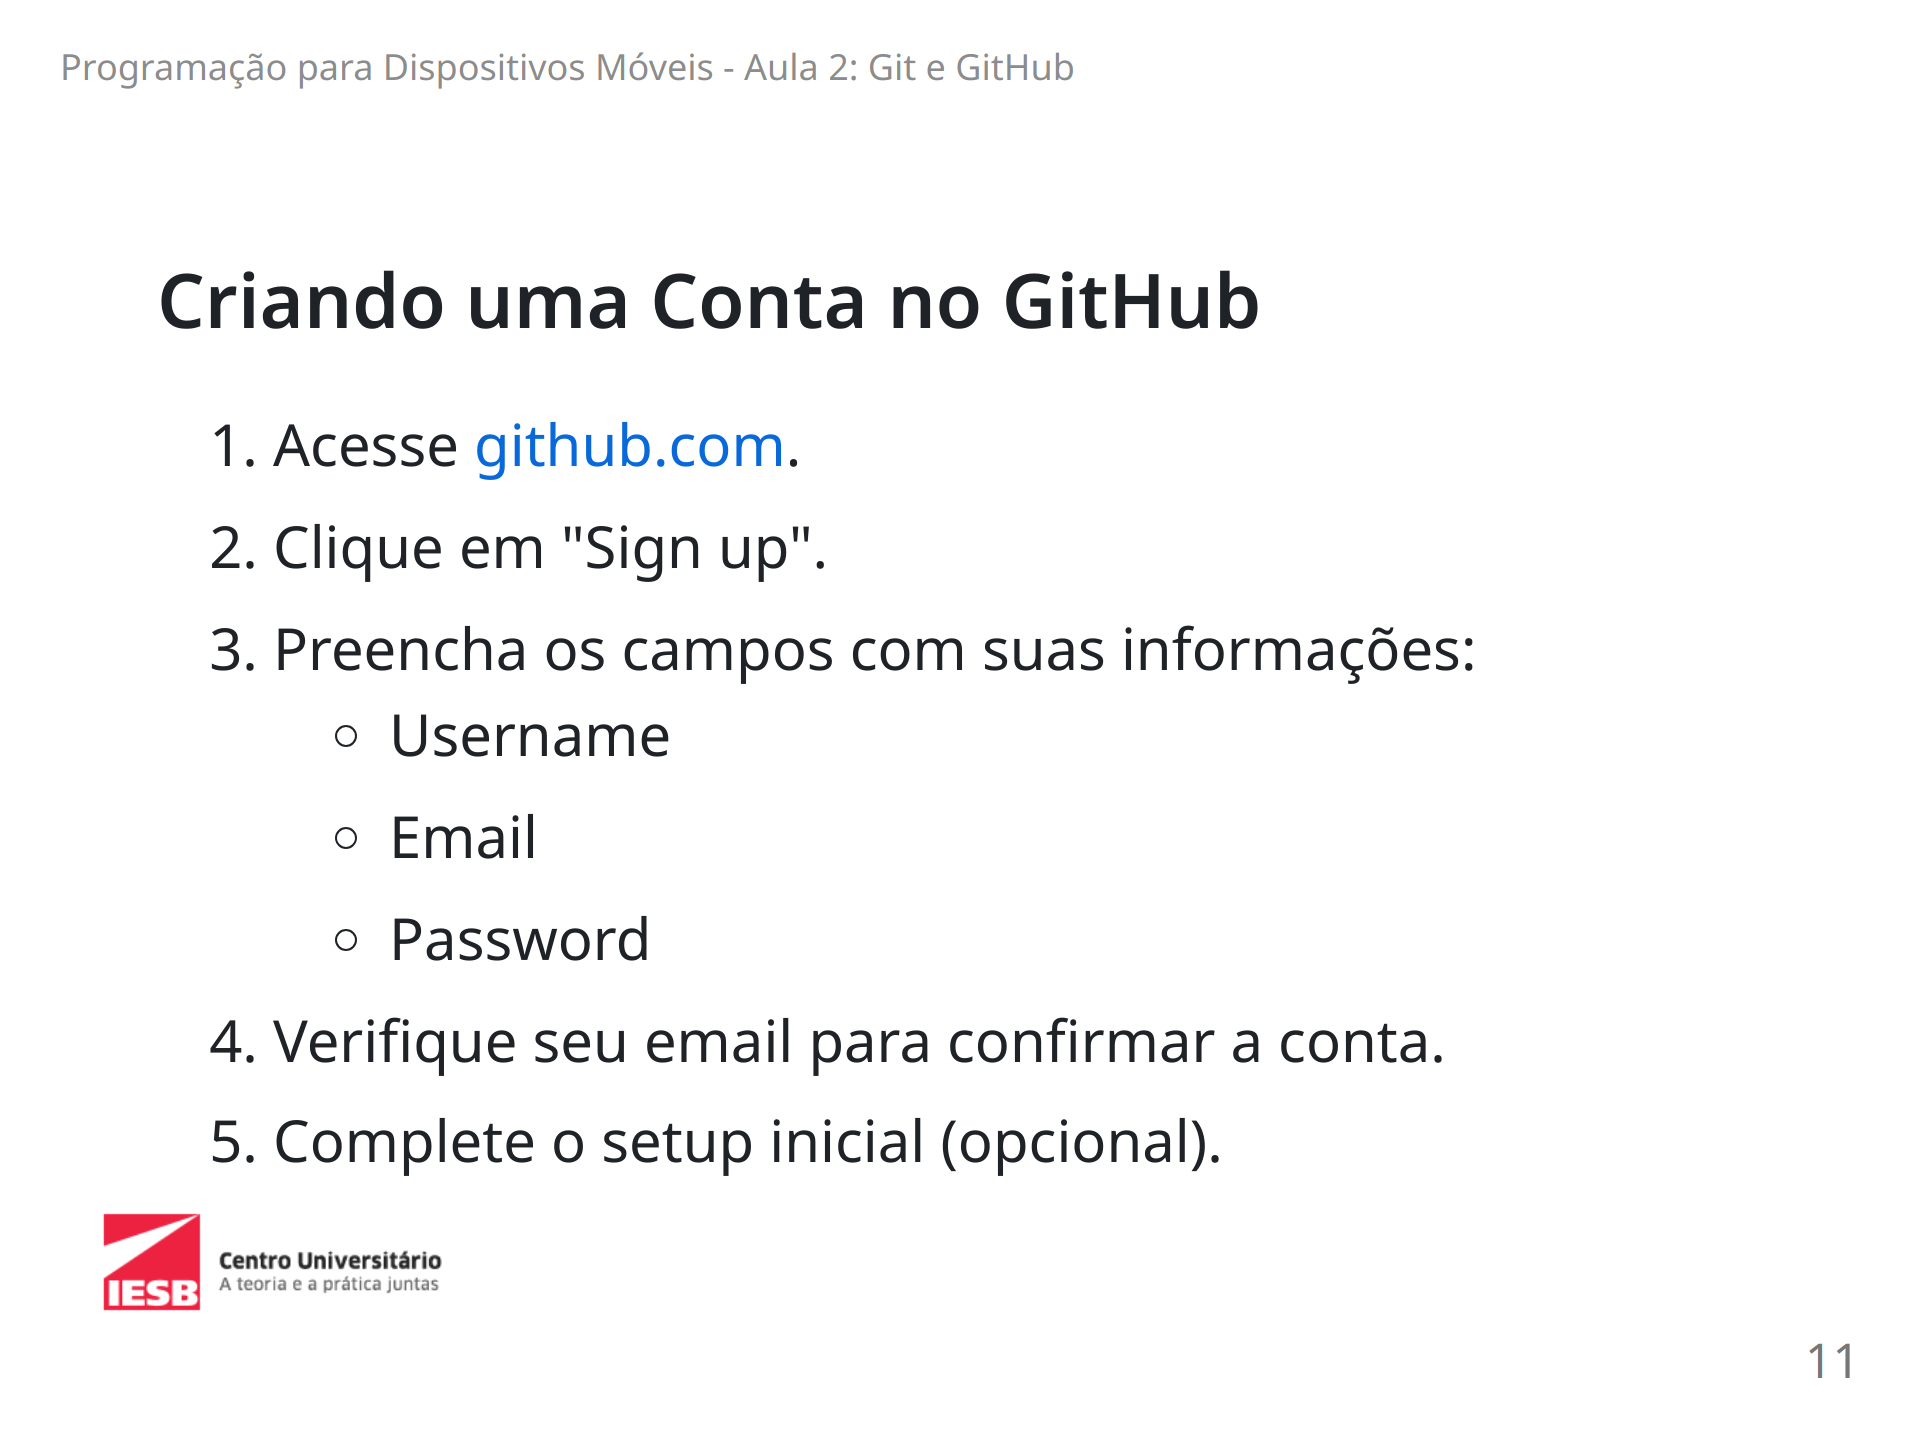 Programação para Dispositivos Móveis - Aula 2: Git e GitHub
Criando uma Conta no GitHub
1. Acesse github.com.
2. Clique em "Sign up".
3. Preencha os campos com suas informações:
○ Username
○ Email
○ Password
4. Verifique seu email para confirmar a conta.
5. Complete o setup inicial (opcional).
IESB
Centro Universitário
A teoria e a prática juntas
11